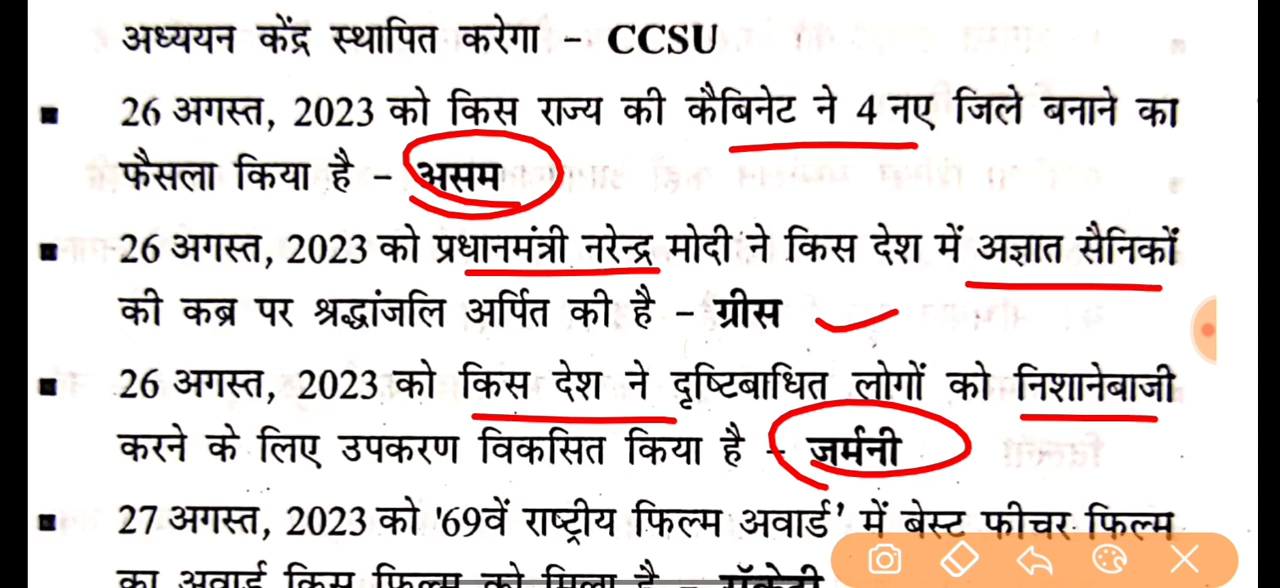 अध्ययन केंद्र स्थापित करेगा – CCSU
▪ 26 अगस्त, 2023 को किस राज्य की कैबिनेट ने 4 नए जिले बनाने का
फैसला किया है – असम
▪ 26 अगस्त, 2023 को प्रधानमंत्री नरेन्द्र मोदी ने किस देश में अज्ञात सैनिकों
की कब्र पर श्रद्धांजलि अर्पित की है – ग्रीस
▪ 26 अगस्त, 2023 को किस देश ने दृष्टिबाधित लोगों को निशानेबाजी
करने के लिए उपकरण विकसित किया है - जर्मनी
▪ 27 अगस्त, 2023 को '69वें राष्ट्रीय फिल्म अवार्ड' में बेस्ट फीचर फिल्म
का अवार्ड किस फिल्म को मिला है –